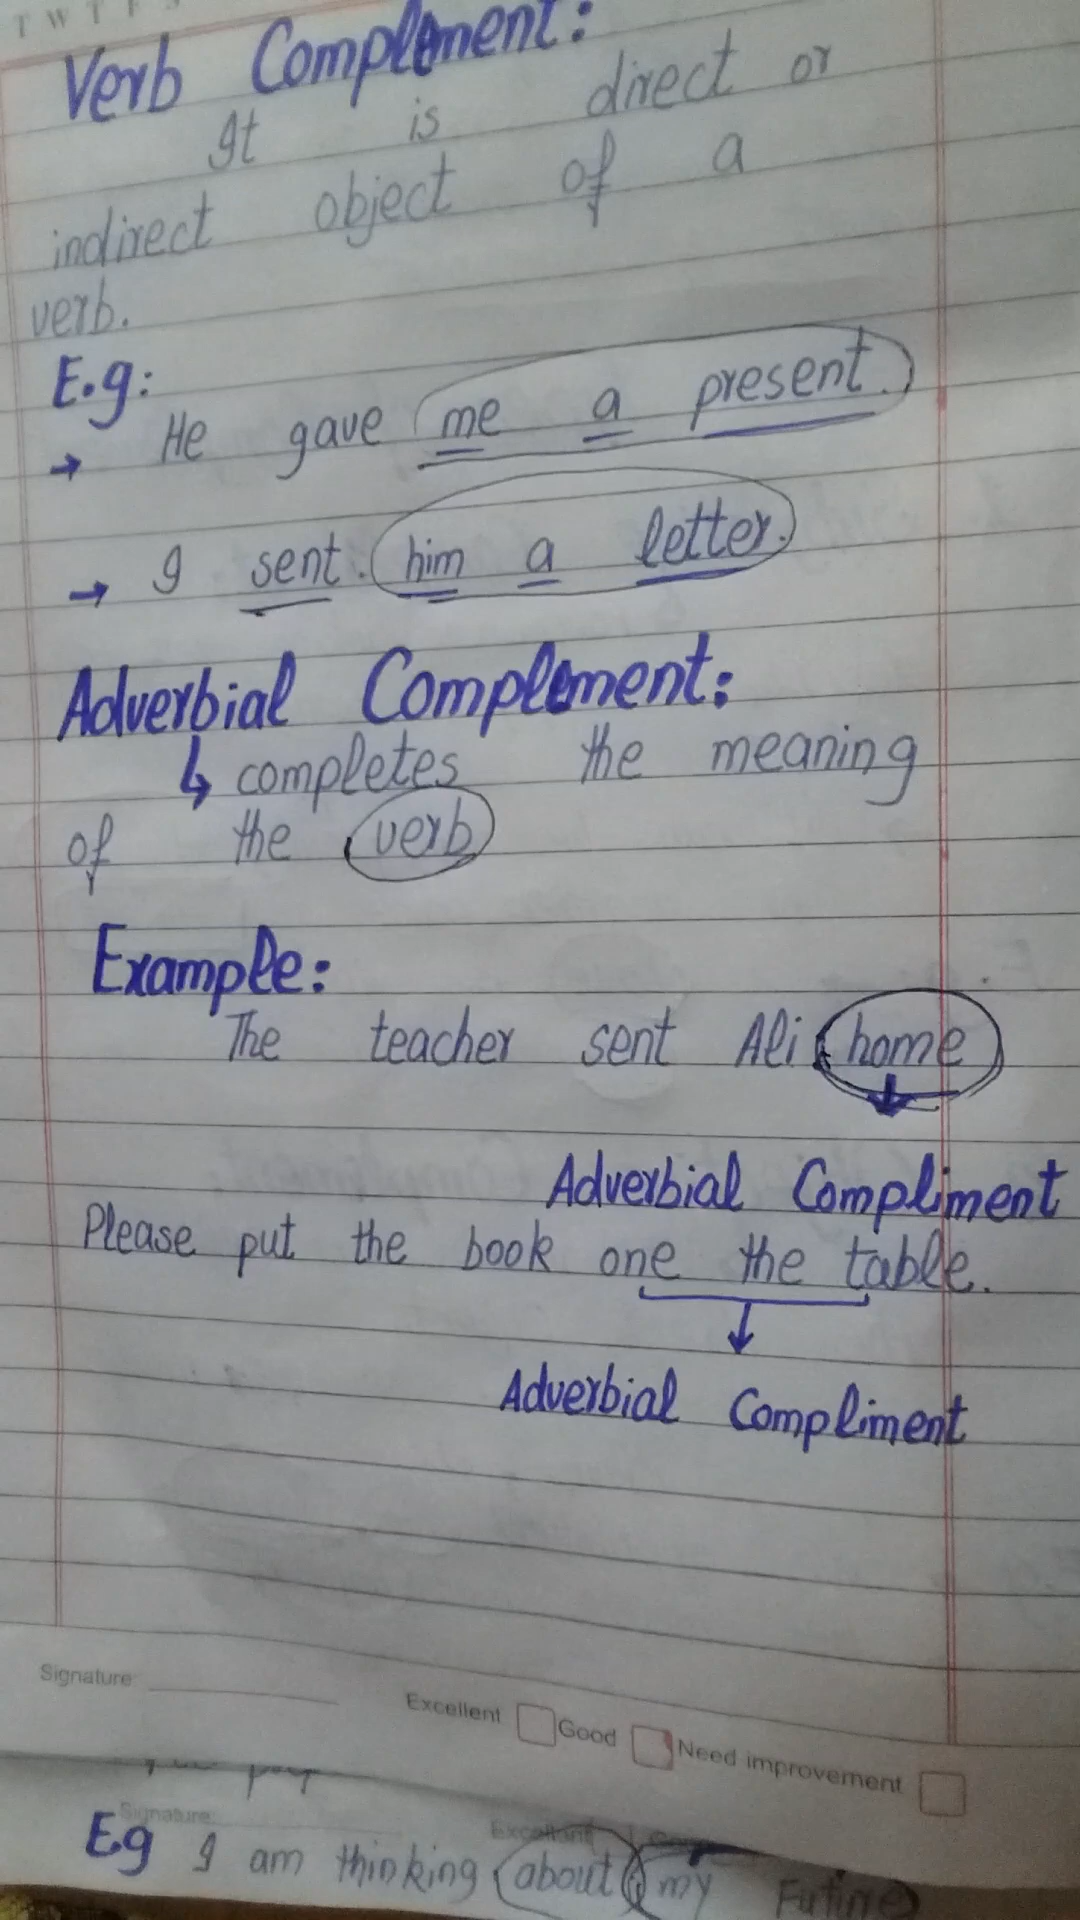 T W T F S
Verb Complement:
It is direct or
indirect object of a
verb.
E.g:
→ He gave me a present.
→ I sent him a letter.
Adverbial Complement:
↳ completes the meaning
of the verb
Example:
The teacher sent Ali home
Adverbial Compliment
Please put the book one the table.
Adverbial Compliment
Signature
Excellent Good Need improvement
Signature
Excellent
Eg I am thinking about my Future